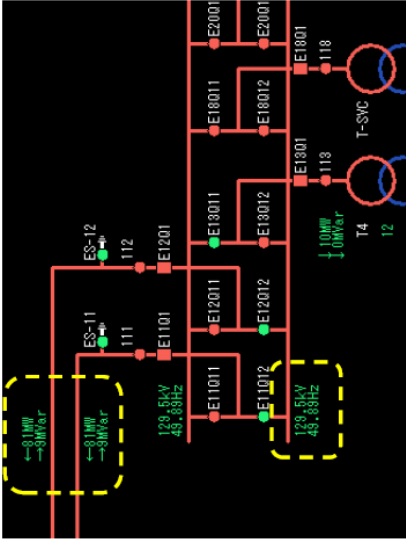 E20Q1
E20Q1
E18Q1
118
T-SVC
E18Q11
E18Q12
E13Q1
113
↓10MW
↓0MVar
T4
12
E13Q11
E13Q12
ES-12
112
E12Q1
E12Q11
E12Q12
ES-11
111
E11Q1
E11Q11
E11Q12
129.5kV
49.89Hz
129.5kV
49.89Hz
←81MW
→9MVar
←81MW
→9MVar